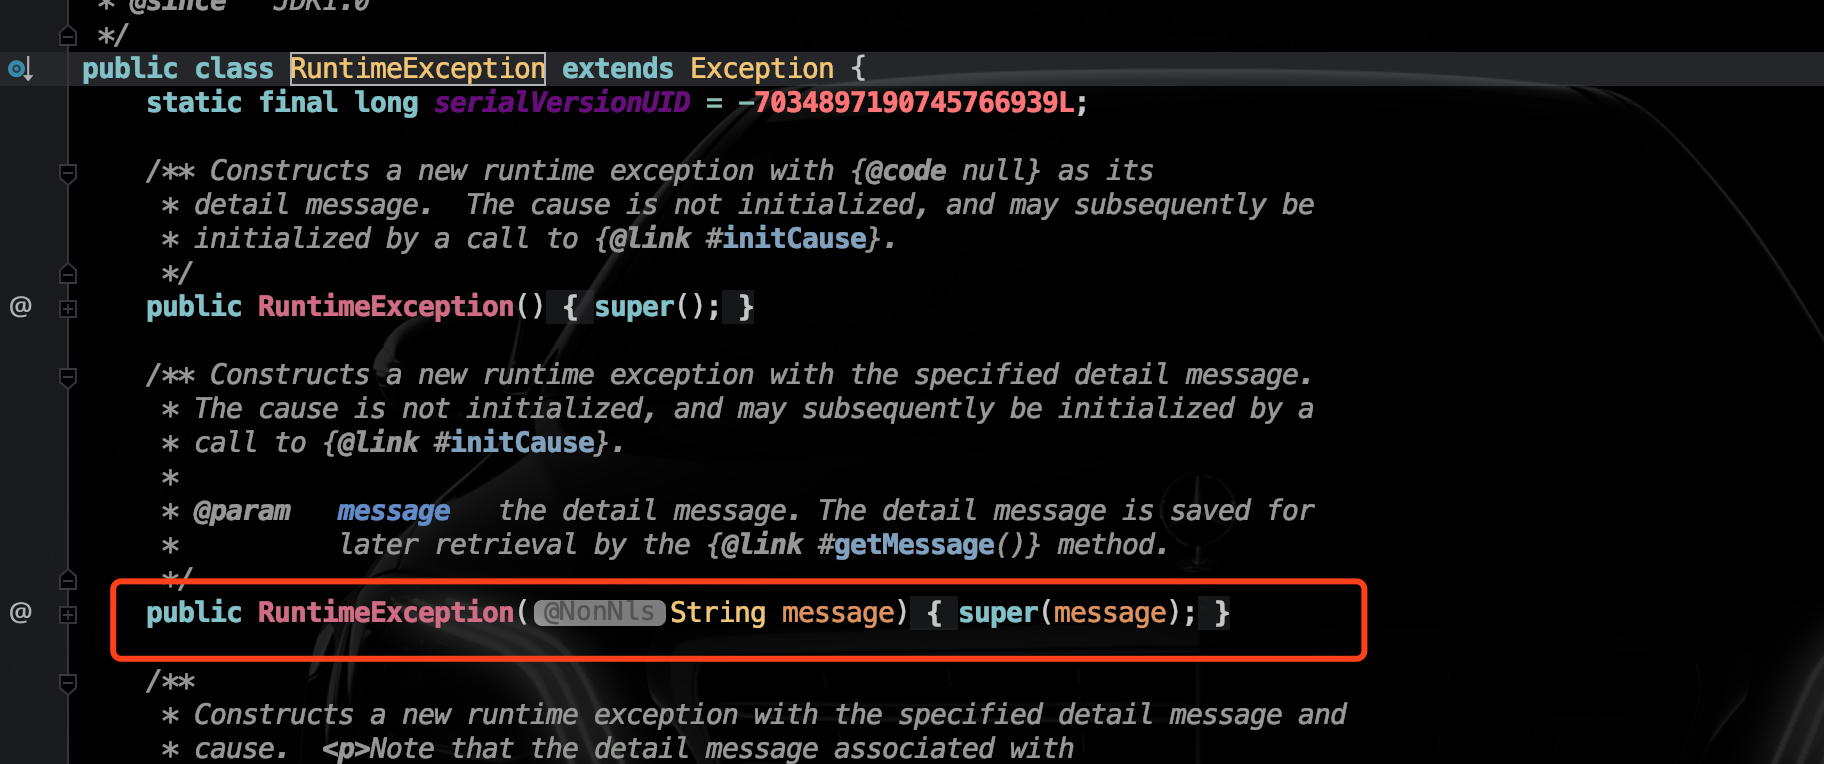 * @since   JDK1.0
*/
public class RuntimeException extends Exception {
static final long serialVersionUID = -7034897190745766939L;
/** Constructs a new runtime exception with {@code null} as its
* detail message.  The cause is not initialized, and may subsequently be
* initialized by a call to {@link #initCause}.
*/
@ public RuntimeException() { super(); }
/** Constructs a new runtime exception with the specified detail message.
* The cause is not initialized, and may subsequently be initialized by a
* call to {@link #initCause}.
*
* @param   message   the detail message. The detail message is saved for
*          later retrieval by the {@link #getMessage()} method.
*/
@ public RuntimeException(@NonNls String message) { super(message); }
/**
* Constructs a new runtime exception with the specified detail message and
* cause.  <p>Note that the detail message associated with